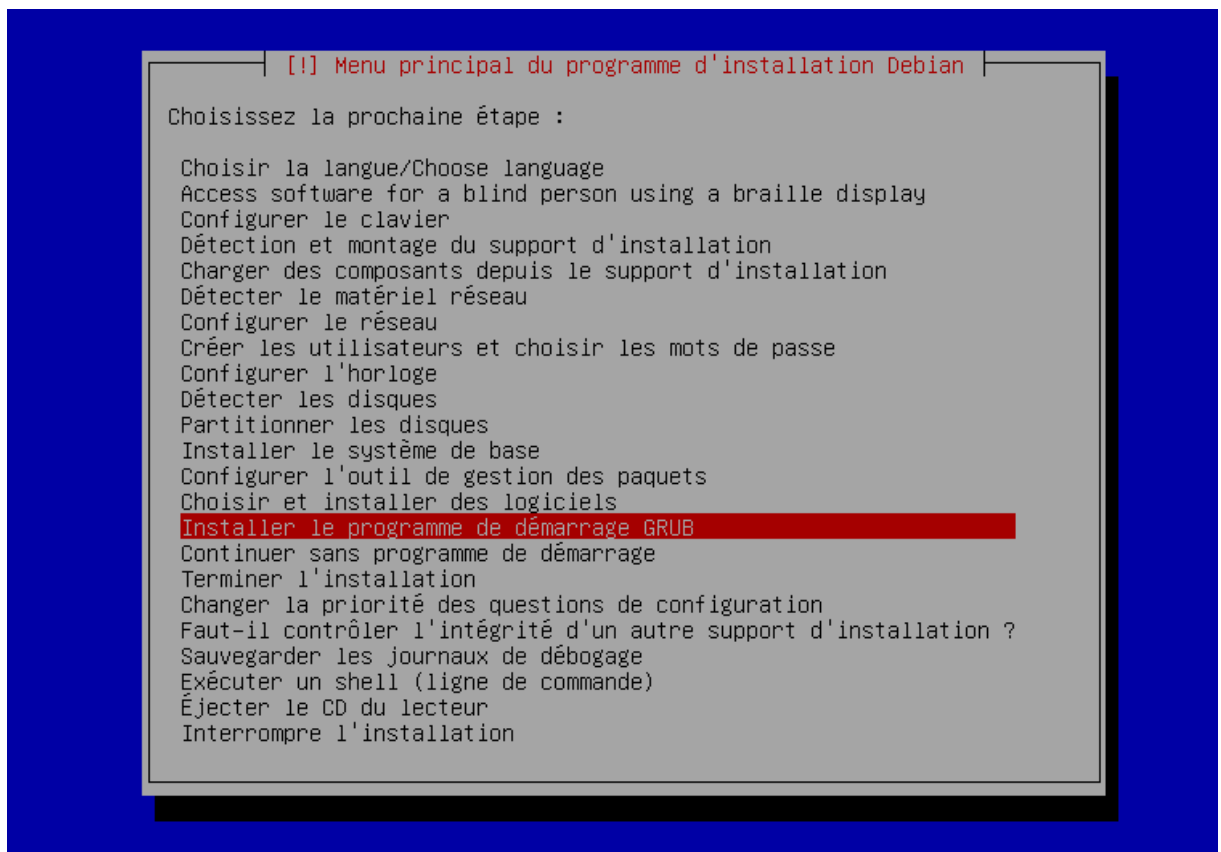 [!] Menu principal du programme d'installation Debian
Choisissez la prochaine étape :
Choisir la langue/Choose language
Access software for a blind person using a braille display
Configurer le clavier
Détection et montage du support d'installation
Charger des composants depuis le support d'installation
Détecter le matériel réseau
Configurer le réseau
Créer les utilisateurs et choisir les mots de passe
Configurer l'horloge
Détecter les disques
Partitionner les disques
Installer le système de base
Configurer l'outil de gestion des paquets
Choisir et installer des logiciels
Installer le programme de démarrage GRUB
Continuer sans programme de démarrage
Terminer l'installation
Changer la priorité des questions de configuration
Faut-il contrôler l'intégrité d'un autre support d'installation ?
Sauvegarder les journaux de débogage
Exécuter un shell (ligne de commande)
Éjecter le CD du lecteur
Interrompre l'installation